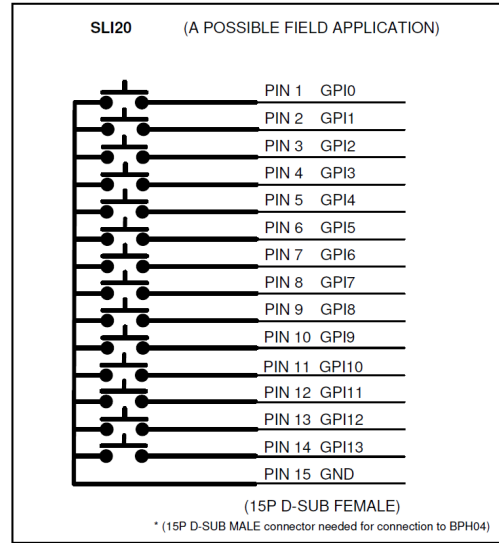 SLI20 (A POSSIBLE FIELD APPLICATION)
PIN 1 GPI0
PIN 2 GPI1
PIN 3 GPI2
PIN 4 GPI3
PIN 5 GPI4
PIN 6 GPI5
PIN 7 GPI6
PIN 8 GPI7
PIN 9 GPI8
PIN 10 GPI9
PIN 11 GPI10
PIN 12 GPI11
PIN 13 GPI12
PIN 14 GPI13
PIN 15 GND
(15P D-SUB FEMALE)
* (15P D-SUB MALE connector needed for connection to BPH04)